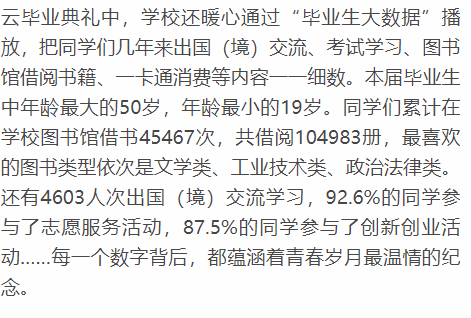 云毕业典礼中，学校还暖心通过“毕业生大数据”播
放，把同学们几年来出国（境）交流、考试学习、图书
馆借阅书籍、一卡通消费等内容一一细数。本届毕业生
中年龄最大的50岁，年龄最小的19岁。同学们累计在
学校图书馆借书45467次，共借阅104983册，最喜欢
的图书类型依次是文学类、工业技术类、政治法律类。
还有4603人次出国（境）交流学习，92.6%的同学参
与了志愿服务活动，87.5%的同学参与了创新创业活
动……每一个数字背后，都蕴涵着青春岁月最温情的纪
念。